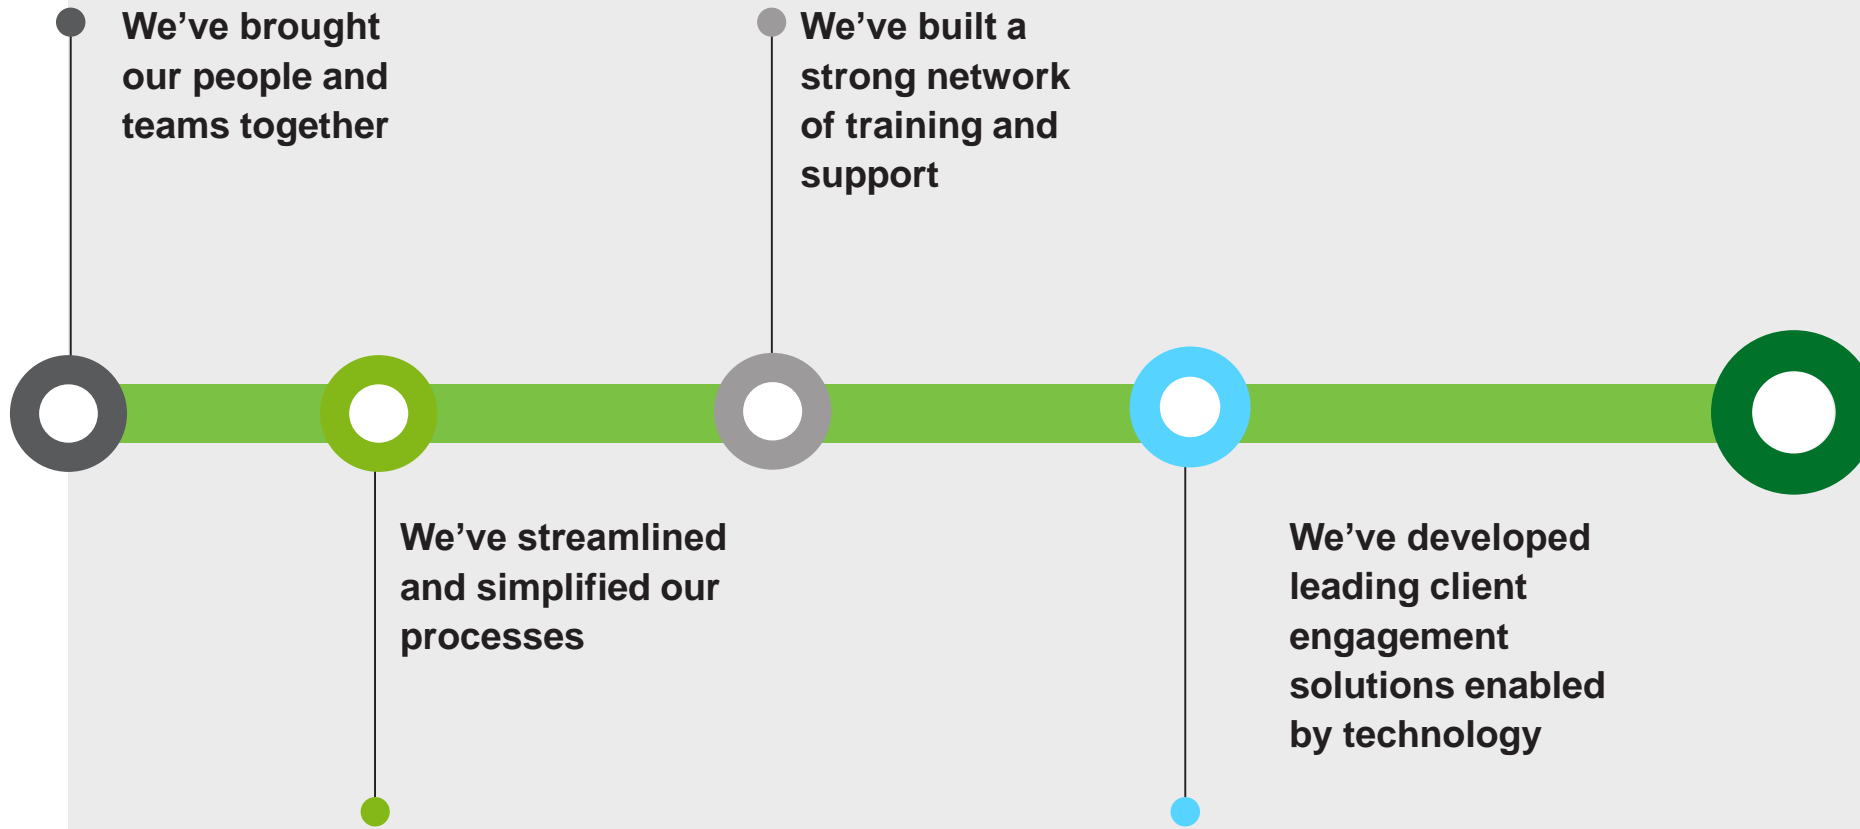 We’ve brought
our people and
teams together
We’ve built a
strong network
of training and
support
We’ve streamlined
and simplified our
processes
We’ve developed
leading client
engagement
solutions enabled
by technology